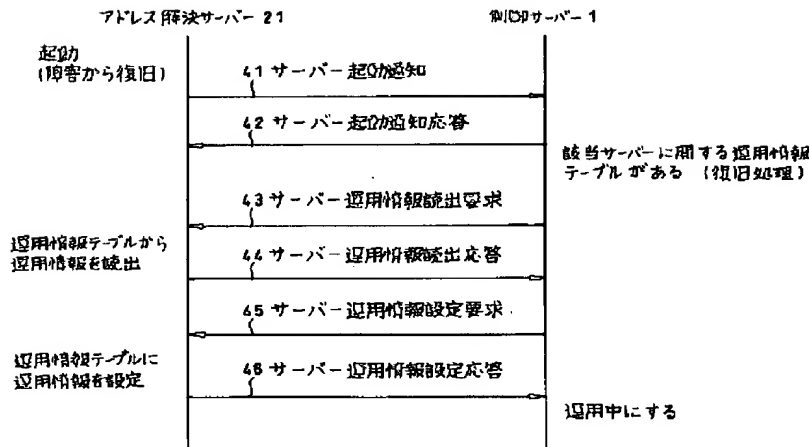 アドレス解決サーバー 21
制御サーバー 1
起動
(障害から復旧)
41 サーバー起動通知
42 サーバー起動通知応答
該当サーバーに関する運用情報
テーブルがある (復旧処理)
43 サーバー運用情報読出要求
運用情報テーブルから
運用情報を読出
44 サーバー運用情報読出応答
45 サーバー運用情報設定要求
運用情報テーブルに
運用情報を設定
46 サーバー運用情報設定応答
運用中にする